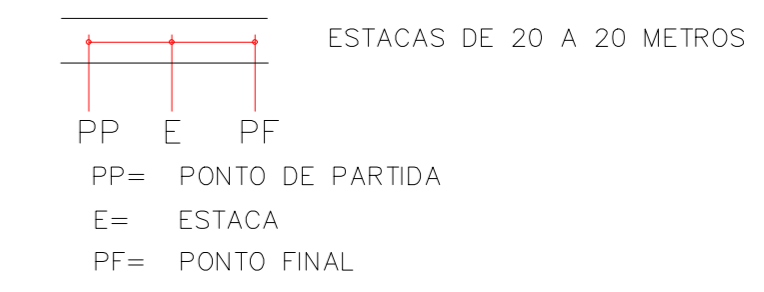 ESTACAS DE 20 A 20 METROS
PP E PF
PP= PONTO DE PARTIDA
E= ESTACA
PF= PONTO FINAL